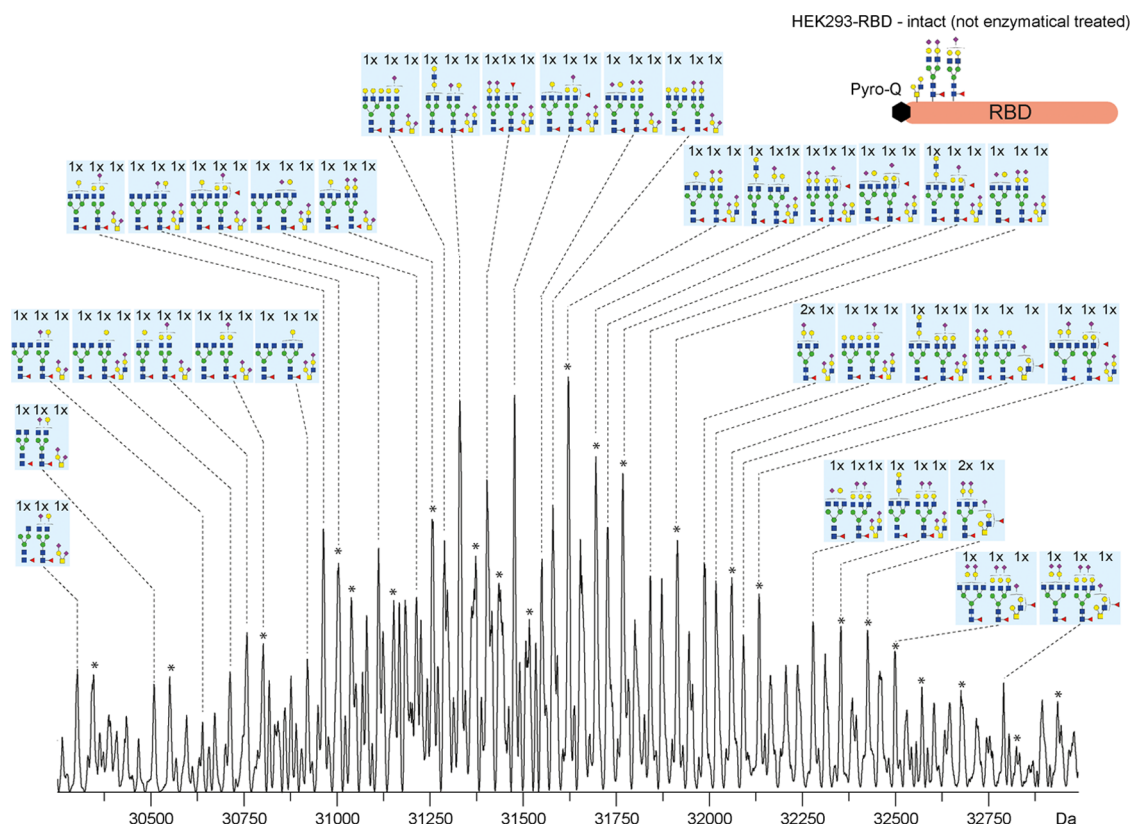 HEK293-RBD - intact (not enzymatical treated)
Pyro-Q
RBD
1x 1x 1x 1x 1x 1x 1x1x 1x 1x 1x 1x 1x 1x 1x 1x 1x 1x
1x 1x 1x 1x 1x 1x 1x 1x 1x 1x 1x 1x 1x 1x 1x
1x 1x 1x 1x 1x1x 1x 1x 1x 1x 1x 1x 1x 1x 1x 1x 1x 1x
1x 1x 1x 1x 1x 1x 1x 1x 1x 1x 1x 1x 1x 1x 1x
2x 1x 1x 1x 1x 1x 1x 1x 1x 1x 1x 1x 1x 1x
1x 1x 1x
1x 1x 1x 1x 1x 1x 2x 1x
1x 1x 1x
1x 1x 1x 1x 1x 1x
* * * * * * * * * * * * * * * * * * * * * * *
30500 30750 31000 31250 31500 31750 32000 32250 32500 32750 Da